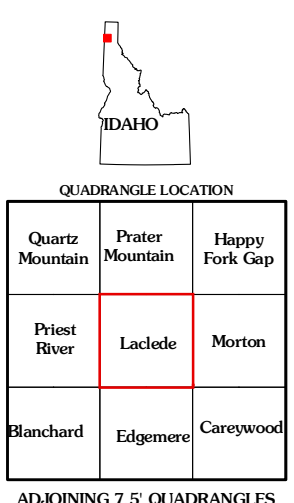 IDAHO
QUADRANGLE LOCATION
Quartz Mountain
Prater Mountain
Happy Fork Gap
Priest River
Laclede
Morton
Blanchard
Edgemere
Careywood
ADJOINING 7.5' QUADRANGLES